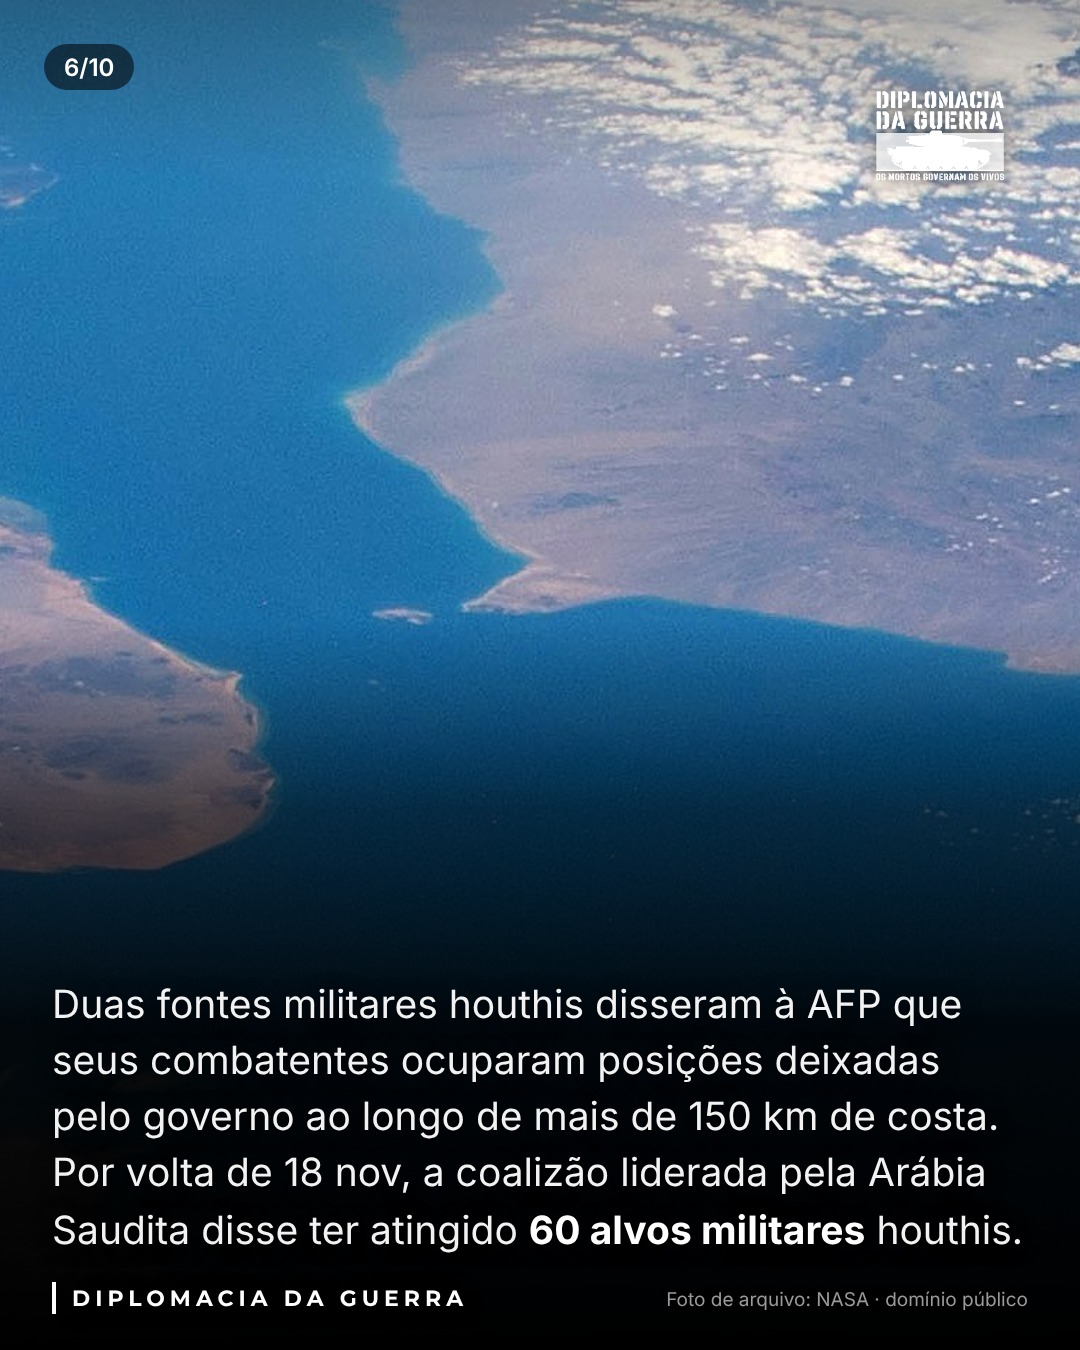 6/10
DIPLOMACIA
DA GUERRA
OS MORTOS GOVERNAM OS VIVOS
Duas fontes militares houthis disseram à AFP que
seus combatentes ocuparam posições deixadas
pelo governo ao longo de mais de 150 km de costa.
Por volta de 18 nov, a coalizão liderada pela Arábia
Saudita disse ter atingido 60 alvos militares houthis.
DIPLOMACIA DA GUERRA
Foto de arquivo: NASA · domínio público